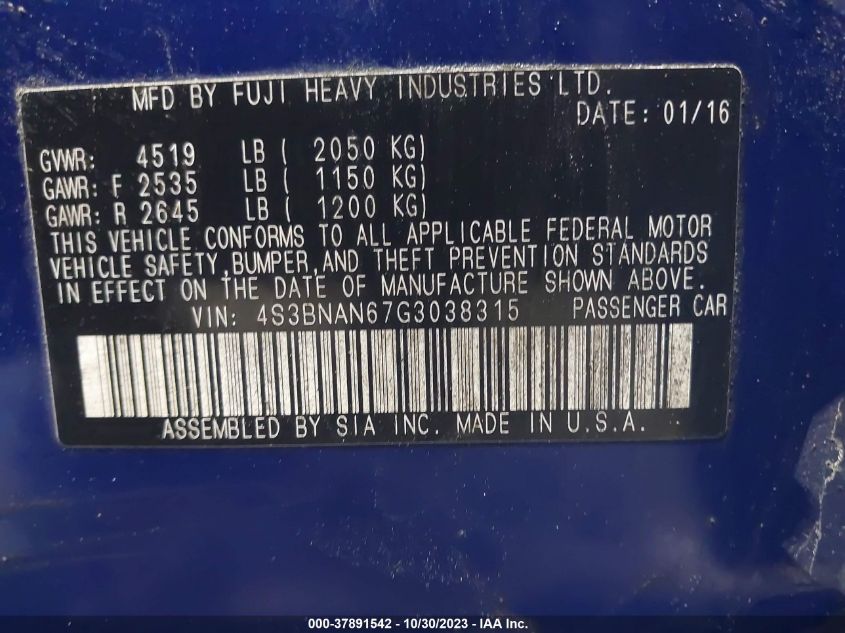 MFD BY FUJI HEAVY INDUSTRIES LTD.
DATE: 01/16
GVWR: 4519 LB ( 2050 KG)
GAWR: F 2535 LB ( 1150 KG)
GAWR: R 2645 LB ( 1200 KG)
THIS VEHICLE CONFORMS TO ALL APPLICABLE FEDERAL MOTOR
VEHICLE SAFETY,BUMPER,AND THEFT PREVENTION STANDARDS
IN EFFECT ON THE DATE OF MANUFACTURE SHOWN ABOVE.
VIN: 4S3BNAN67G3038315 PASSENGER CAR
ASSEMBLED BY SIA INC. MADE IN U.S.A.
000-37891542 - 10/30/2023 - IAA Inc.